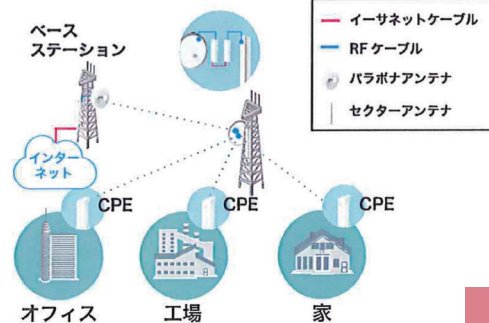 ベース
ステーション
イーサネットケーブル
RF ケーブル
パラボナアンテナ
セクターアンテナ
インター
ネット
CPE
CPE
CPE
オフィス
工場
家